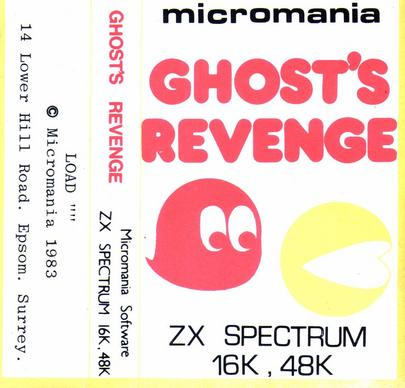 micromania
GHOST'S
REVENGE
ZX SPECTRUM
16K, 48K
GHOST'S REVENGE
Micromania Software
ZX SPECTRUM 16K, 48K
LOAD """
© Micromania 1983
14 Lower Hill Road. Epsom. Surrey.